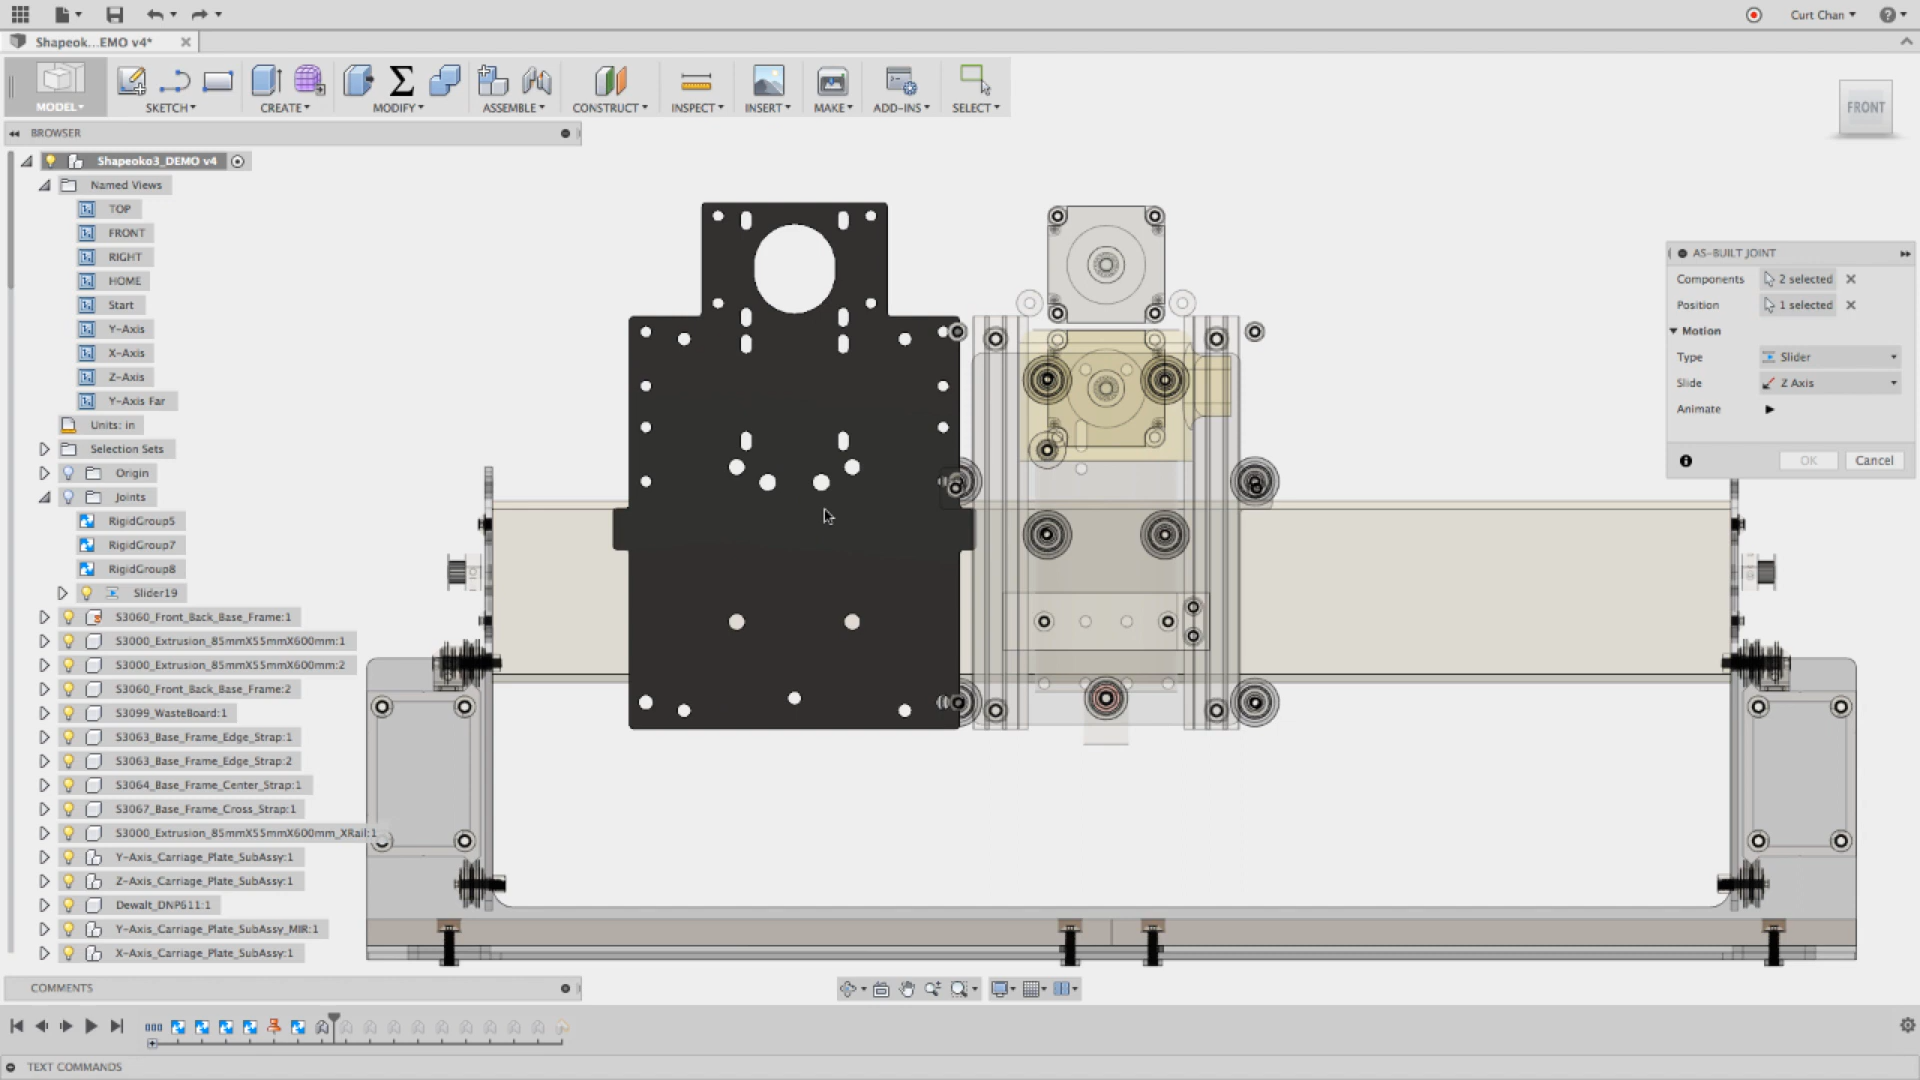 Curt Chan
Shapeok...EMO v4*
MODEL
SKETCH
CREATE
MODIFY
ASSEMBLE
CONSTRUCT
INSPECT
INSERT
MAKE
ADD-INS
SELECT
FRONT
BROWSER
Shapeoko3_DEMO v4
Named Views
TOP
FRONT
RIGHT
HOME
Start
Y-Axis
X-Axis
Z-Axis
Y-Axis Far
Units: in
Selection Sets
Origin
Joints
RigidGroup5
RigidGroup7
RigidGroup8
Slider19
S3060_Front_Back_Base_Frame:1
S3000_Extrusion_85mmX55mmX600mm:1
S3000_Extrusion_85mmX55mmX600mm:2
S3060_Front_Back_Base_Frame:2
S3099_WasteBoard:1
S3063_Base_Frame_Edge_Strap:1
S3063_Base_Frame_Edge_Strap:2
S3064_Base_Frame_Center_Strap:1
S3067_Base_Frame_Cross_Strap:1
S3000_Extrusion_85mmX55mmX600mm_XRail:1
Y-Axis_Carriage_Plate_SubAssy:1
Z-Axis_Carriage_Plate_SubAssy:1
Dewalt_DNP611:1
Y-Axis_Carriage_Plate_SubAssy_MIR:1
X-Axis_Carriage_Plate_SubAssy:1
AS-BUILT JOINT
Components 2 selected
Position 1 selected
Motion
Type Slider
Slide Z Axis
Animate
OK Cancel
COMMENTS
TEXT COMMANDS